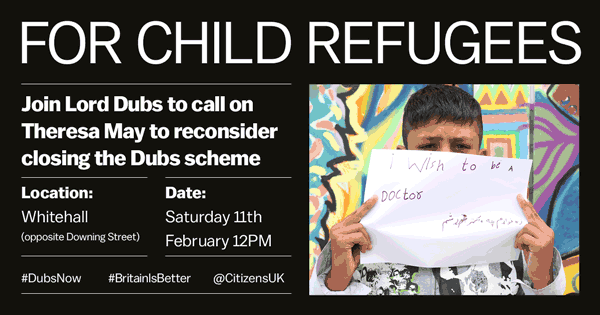 FOR CHILD REFUGEES
Join Lord Dubs to call on
Theresa May to reconsider
closing the Dubs scheme
Location:
Whitehall
(opposite Downing Street)
Date:
Saturday 11th
February 12PM
#DubsNow #BritainIsBetter @CitizensUK
i wish to be a
DOCtor